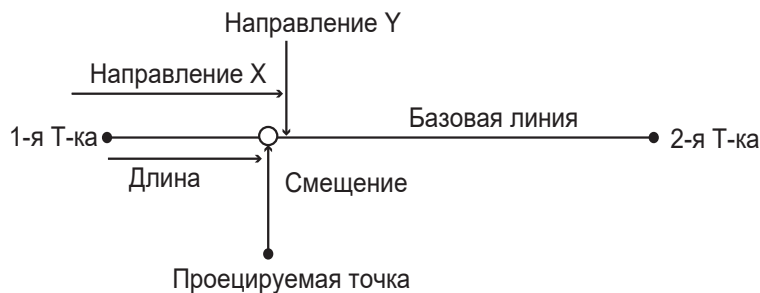 Направление Y
Направление X
Базовая линия
1-я Т-ка
2-я Т-ка
Длина
Смещение
Проецируемая точка